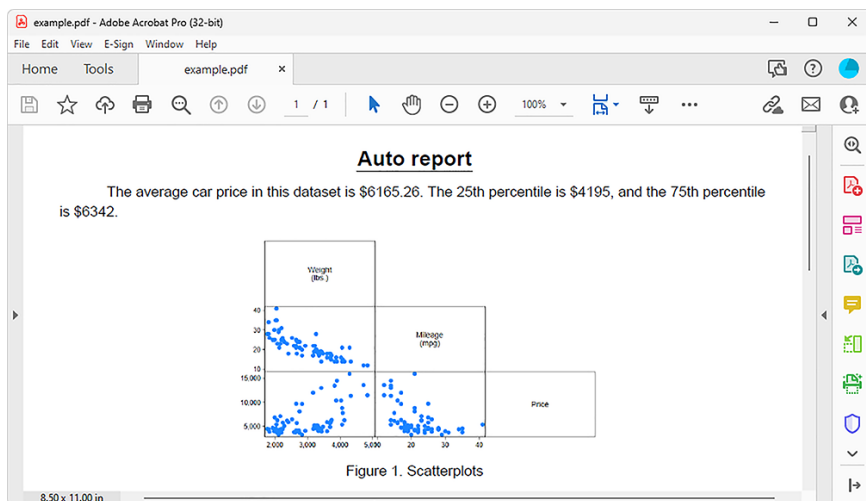 example.pdf - Adobe Acrobat Pro (32-bit)
File Edit View E-Sign Window Help
Home Tools example.pdf ×
1 / 1 100%
Auto report
The average car price in this dataset is $6165.26. The 25th percentile is $4195, and the 75th percentile
is $6342.
Weight
(lbs.)
40
30
20
10
Mileage
(mpg)
15,000
10,000
5,000
Price
2,000 3,000 4,000 5,000 20 30 40
Figure 1. Scatterplots
8.50 x 11.00 in